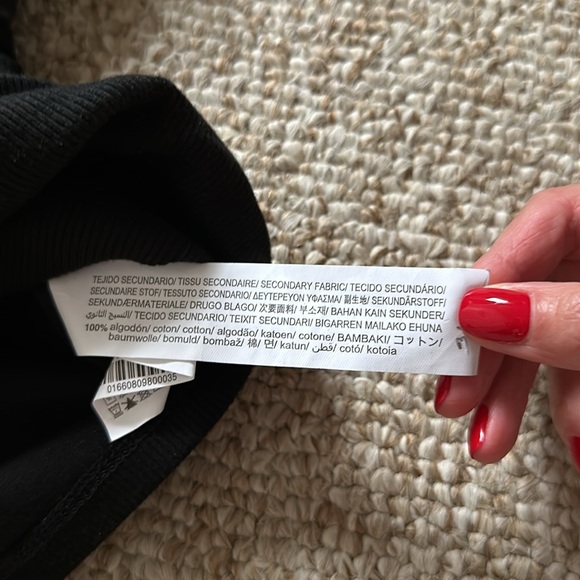 TEJIDO SECUNDARIO/ TISSU SECONDAIRE/ SECONDARY FABRIC/ TECIDO SECUNDÁRIO/
SECUNDAIRE STOF/ TESSUTO SECONDARIO/ ΔΕΥΤΕΡΕΥΟΝ ΥΦΑΣΜΑ/ 副生地/ SEKUNDÄRSTOFF/
SEKUNDÆRMATERIALE/ DRUGO BLAGO/ 次要面料/ 부소재/ BAHAN KAIN SEKUNDER/
النسيج الثانوي/ TECIDO SECUNDARIO/ TEIXIT SECUNDARI/ BIGARREN MAILAKO EHUNA
100% algodón/ coton/ cotton/ algodão/ katoen/ cotone/ ΒΑΜΒΑΚΙ/ コットン/
baumwolle/ bomuld/ bombaž/ 棉/ 면/ katun/ قطن/ cotó/ kotoia
01660809800035